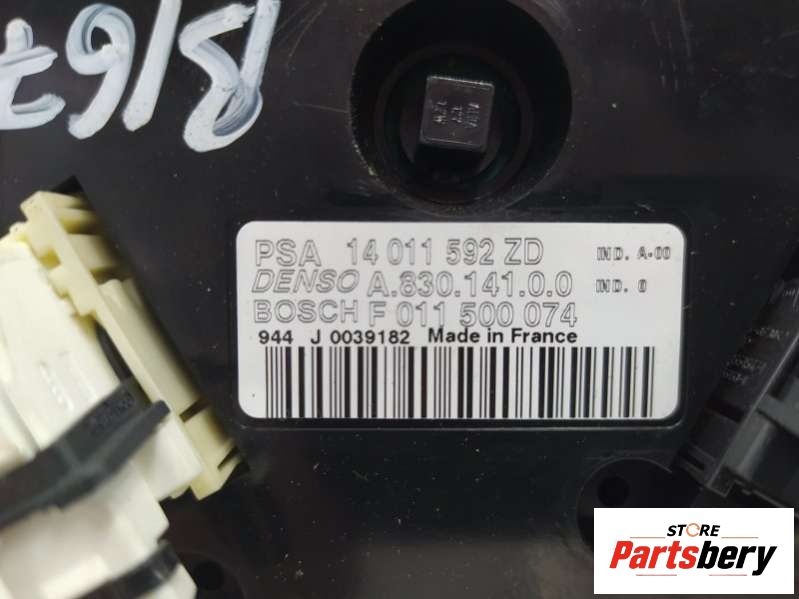 B167
PSA 14 011 592 ZD IND. A-00
DENSO A.830.141.0.0 IND. 0
BOSCH F 011 500 074
944 J 0039182 Made in France
STORE
Partsbery